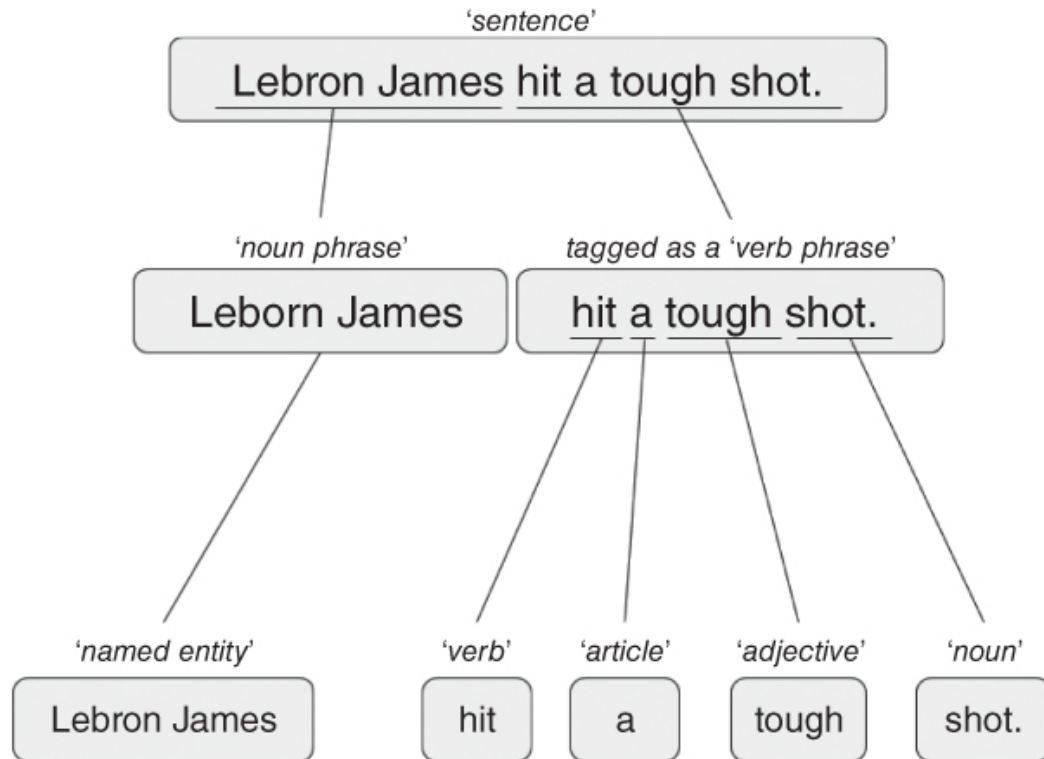 ‘sentence’
Lebron James hit a tough shot.
‘noun phrase’ tagged as a ‘verb phrase’
Leborn James hit a tough shot.
‘named entity’ ‘verb’ ‘article’ ‘adjective’ ‘noun’
Lebron James hit a tough shot.